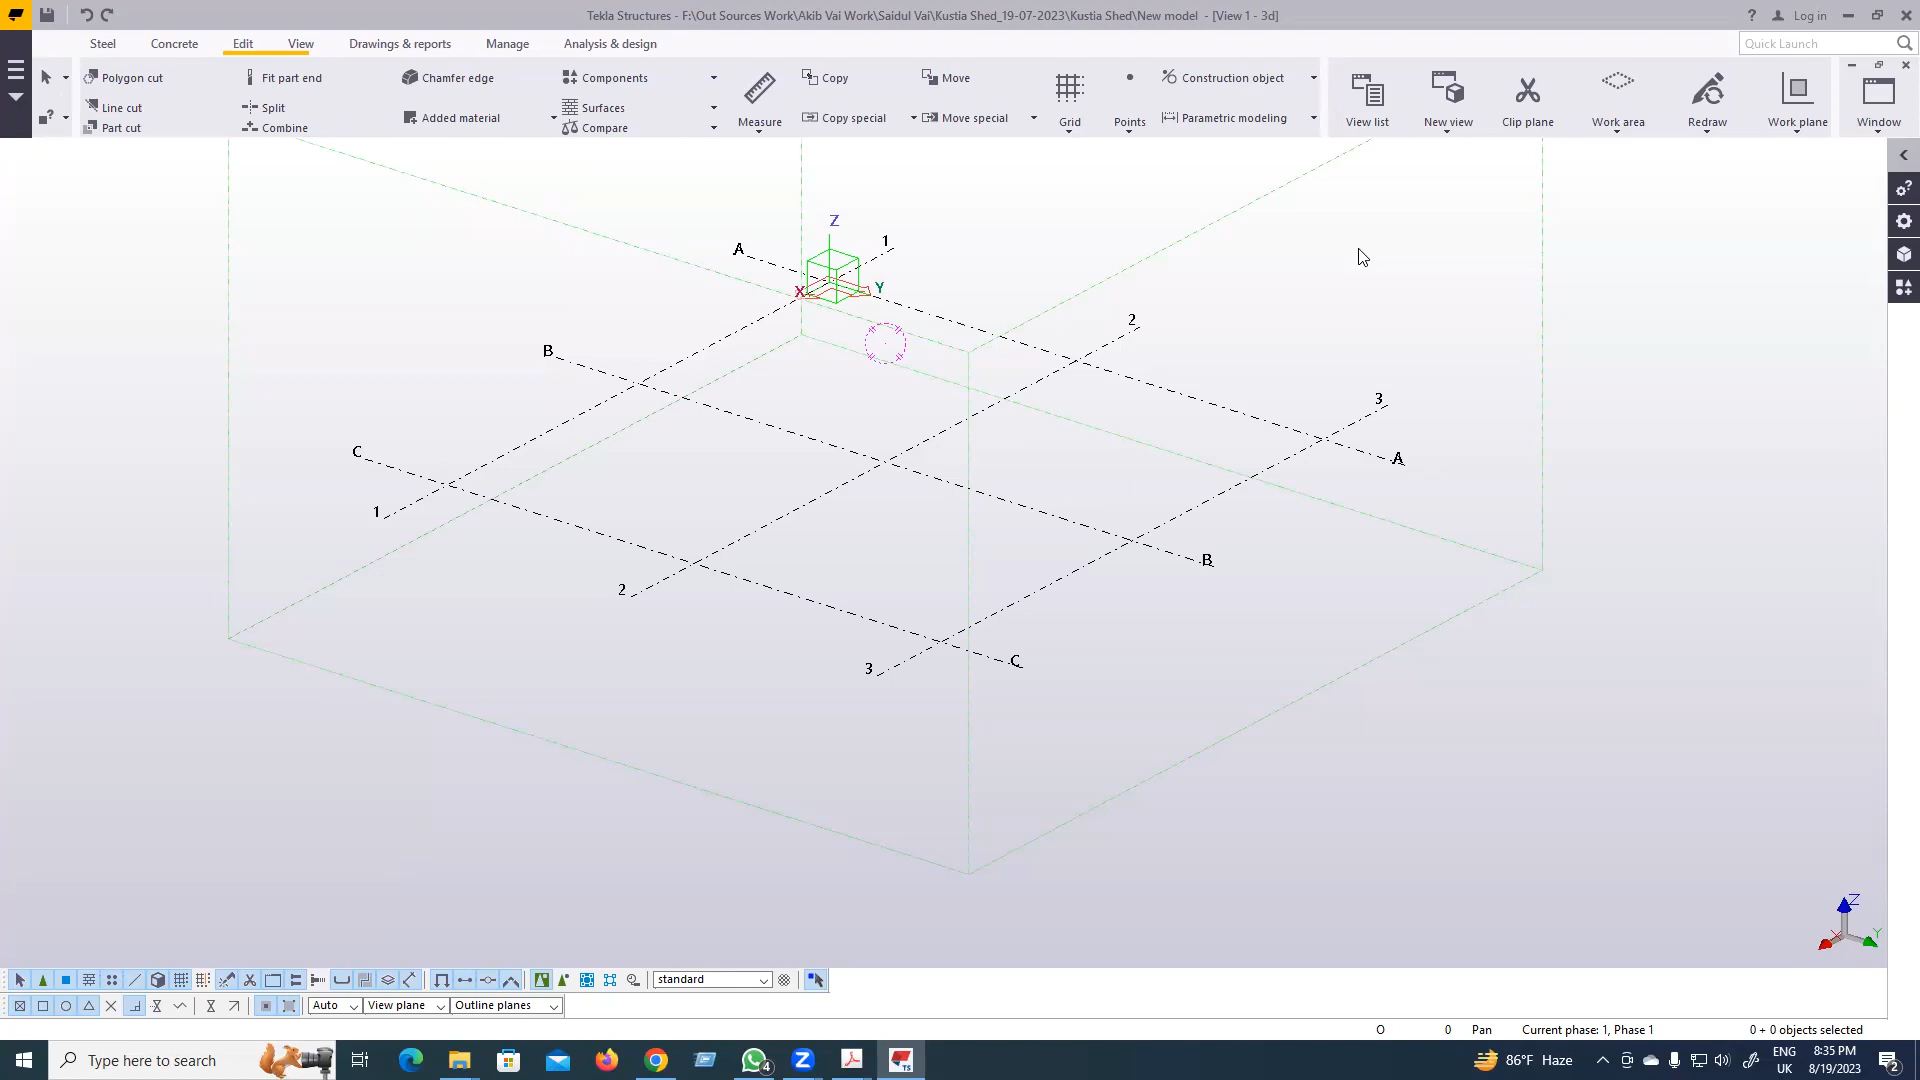 Tekla Structures - F:\Out Sources Work\Akib Vai Work\Saidul Vai\Kustia Shed_19-07-2023\Kustia Shed\New model - [View 1 - 3d]
? Log in
Steel Concrete Edit View Drawings & reports Manage Analysis & design
Quick Launch
Polygon cut Fit part end Chamfer edge Components Copy Move Construction object
Line cut Split Surfaces
Added material Copy special Move special Parametric modeling
Part cut Combine Compare
Measure Grid Points View list New view Clip plane Work area Redraw Work plane Window
Z
A 1
X Y
2
B
3
C
A
1
B
2
3 C
Z
X Y
standard
Auto View plane Outline planes
O 0 Pan Current phase: 1, Phase 1 0 + 0 objects selected
Type here to search
4
TS
86°F Haze
ENG
UK
8:35 PM
8/19/2023
2